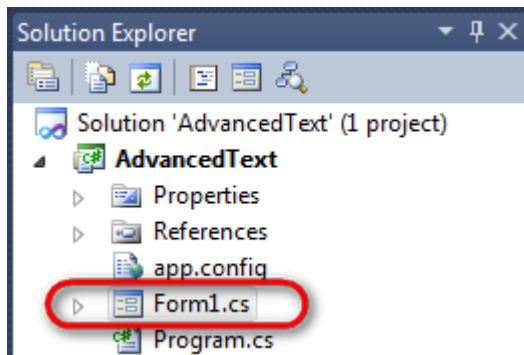 Solution Explorer
Solution 'AdvancedText' (1 project)
AdvancedText
Properties
References
app.config
Form1.cs
Program.cs